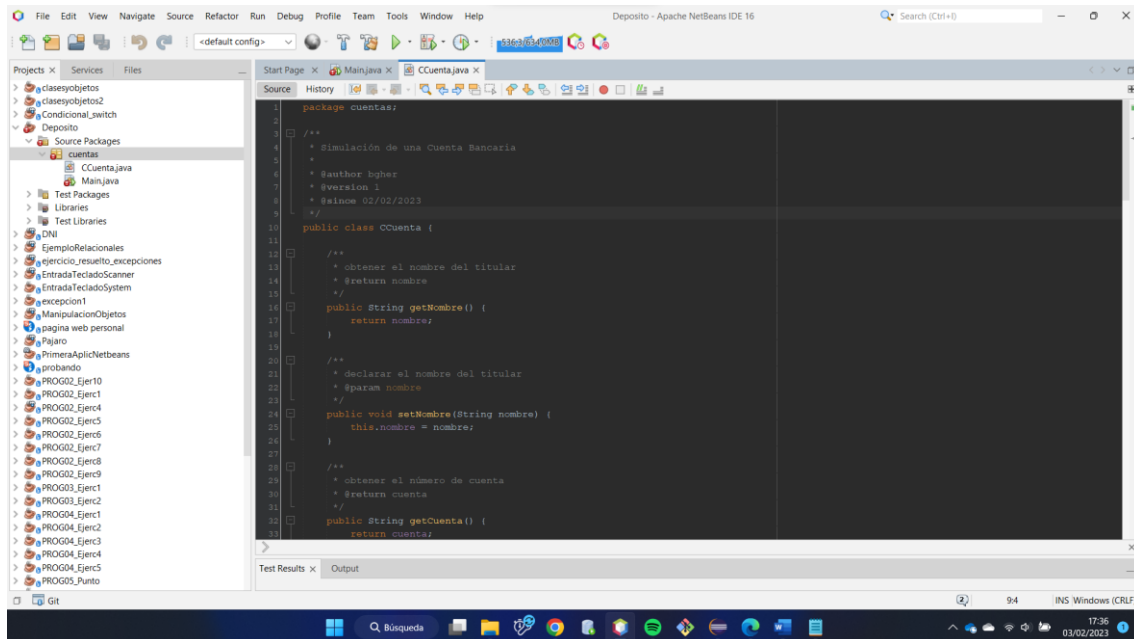 File Edit View Navigate Source Refactor Run Debug Profile Team Tools Window Help
Deposito - Apache NetBeans IDE 16
Search (Ctrl+I)
<default config>
Projects × Services Files
Start Page × Main.java × CCuenta.java ×
Source History
clasesyobjetos
clasesyobjetos2
Condicional_switch
Deposito
Source Packages
cuentas
CCuenta.java
Main.java
Test Packages
Libraries
Test Libraries
DNI
EjemploRelacionales
ejercicio_resuelto_excepciones
EntradaTecladoScanner
EntradaTecladoSystem
excepcion1
ManipulacionObjetos
pagina web personal
Pajaro
PrimeraAplicNetbeans
probando
PROG02_Ejer10
PROG02_Ejerc1
PROG02_Ejerc4
PROG02_Ejerc5
PROG02_Ejerc6
PROG02_Ejerc7
PROG02_Ejerc8
PROG02_Ejerc9
PROG03_Ejerc1
PROG03_Ejerc2
PROG04_Ejerc1
PROG04_Ejerc2
PROG04_Ejerc3
PROG04_Ejerc4
PROG04_Ejerc5
PROG05_Punto
1 package cuentas;
2
3 /**
4 * Simulación de una Cuenta Bancaria
5 *
6 * @author bgher
7 * @version 1
8 * @since 02/02/2023
9 */
10 public class CCuenta {
11
12 /**
13 * obtener el nombre del titular
14 * @return nombre
15 */
16 public String getNombre() {
17 return nombre;
18 }
19
20 /**
21 * declarar el nombre del titular
22 * @param nombre
23 */
24 public void setNombre(String nombre) {
25 this.nombre = nombre;
26 }
27
28 /**
29 * obtener el número de cuenta
30 * @return cuenta
31 */
32 public String getCuenta() {
33 return cuenta;
Test Results × Output
Git
2
9:4 INS Windows (CRLF
Búsqueda
17:36
03/02/2023
1